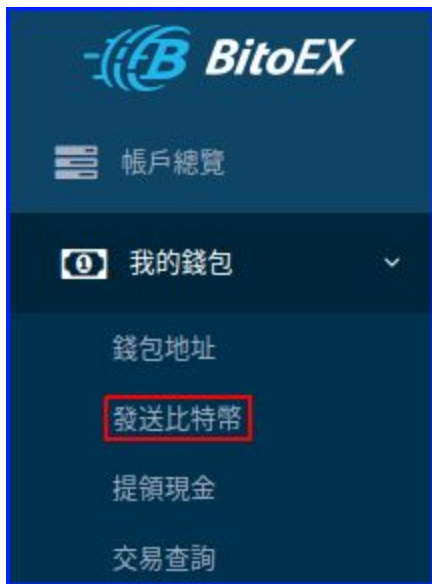 BitoEX
帳戶總覽
我的錢包
錢包地址
發送比特幣
提領現金
交易查詢